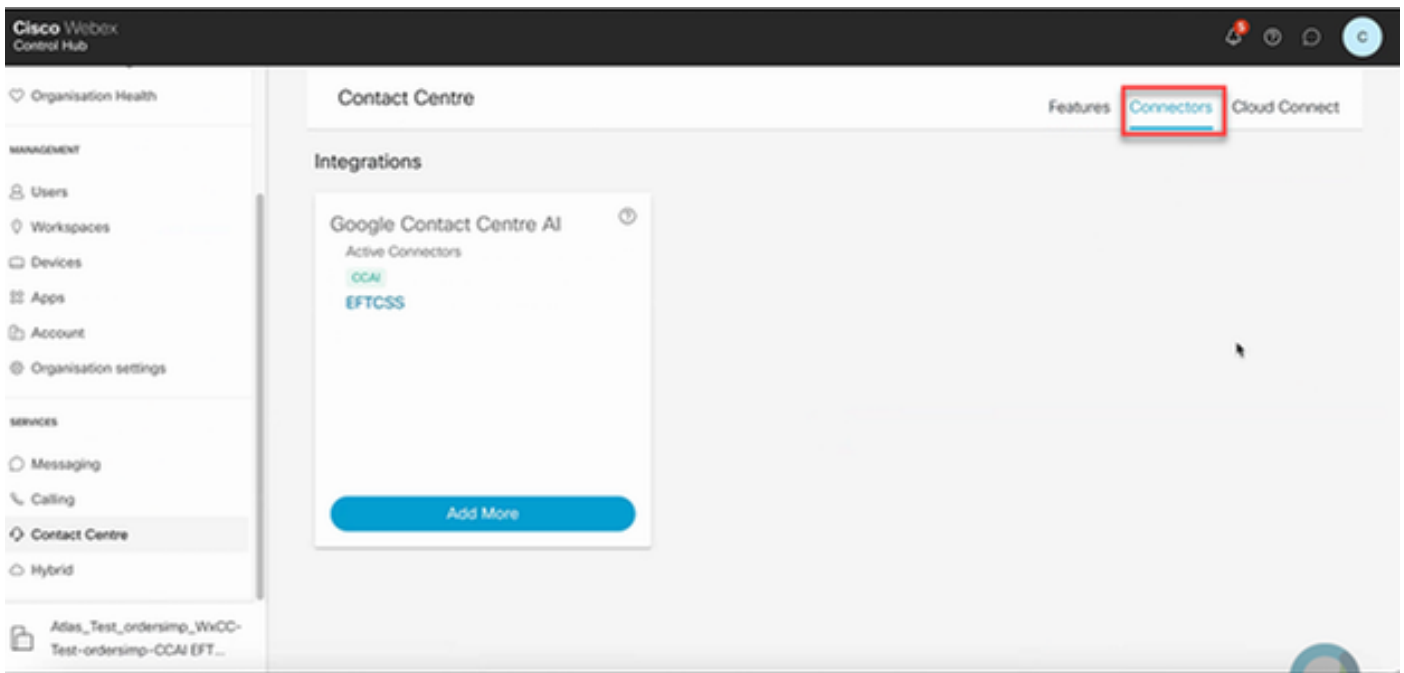 Cisco Webex
Control Hub
5
C
Organisation Health
MANAGEMENT
Users
Workspaces
Devices
Apps
Account
Organisation settings
SERVICES
Messaging
Calling
Contact Centre
Hybrid
Atlas_Test_ordersimp_WxCC-
Test-ordersimp-CCAI EFT...
Contact Centre
Features Connectors Cloud Connect
Integrations
Google Contact Centre AI
Active Connectors
CCAI
EFTCSS
Add More